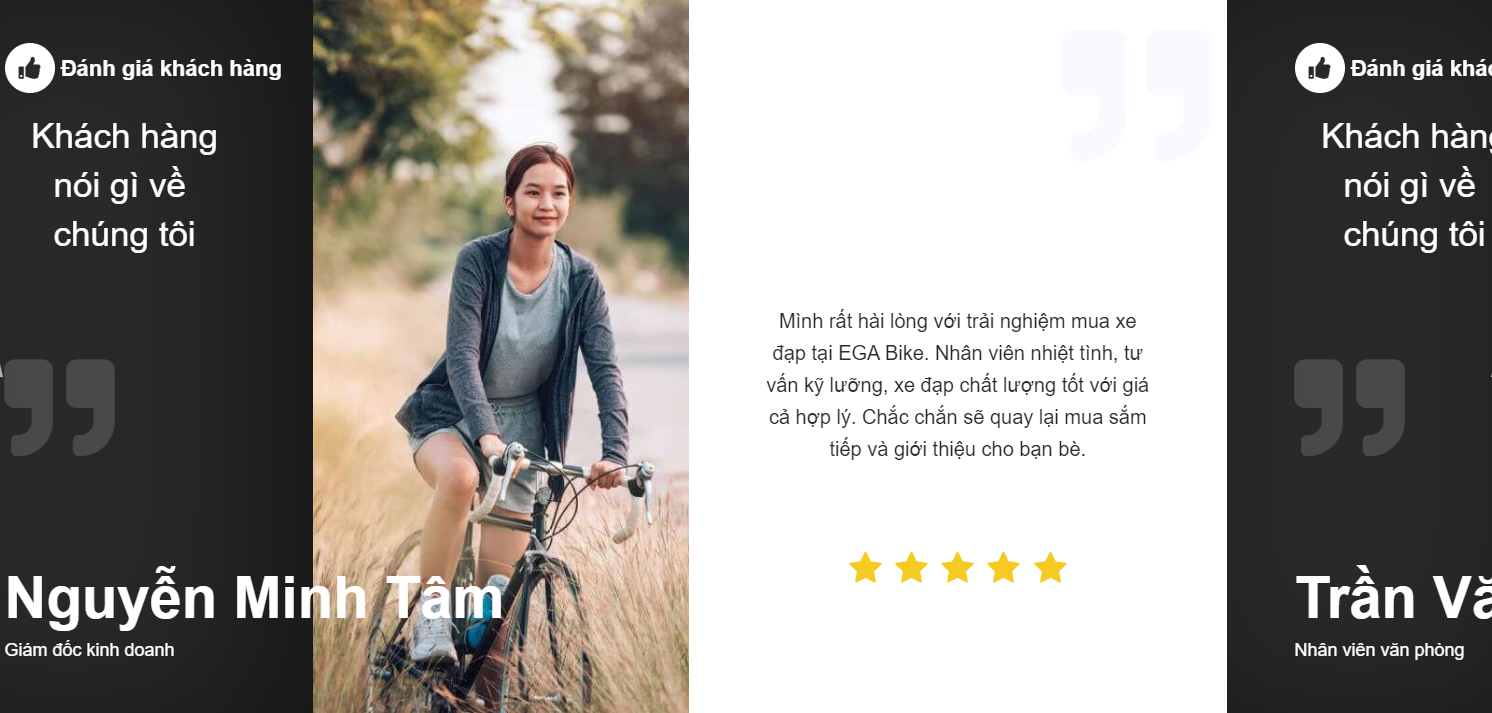 Đánh giá khách hàng
Khách hàng
nói gì về
chúng tôi
Nguyễn Minh Tâm
Giám đốc kinh doanh
Mình rất hài lòng với trải nghiệm mua xe
đạp tại EGA Bike. Nhân viên nhiệt tình, tư
vấn kỹ lưỡng, xe đạp chất lượng tốt với giá
cả hợp lý. Chắc chắn sẽ quay lại mua sắm
tiếp và giới thiệu cho bạn bè.
Đánh giá
Khách
nói gì về
chúng tôi
Trần
Nhân viên văn phòng